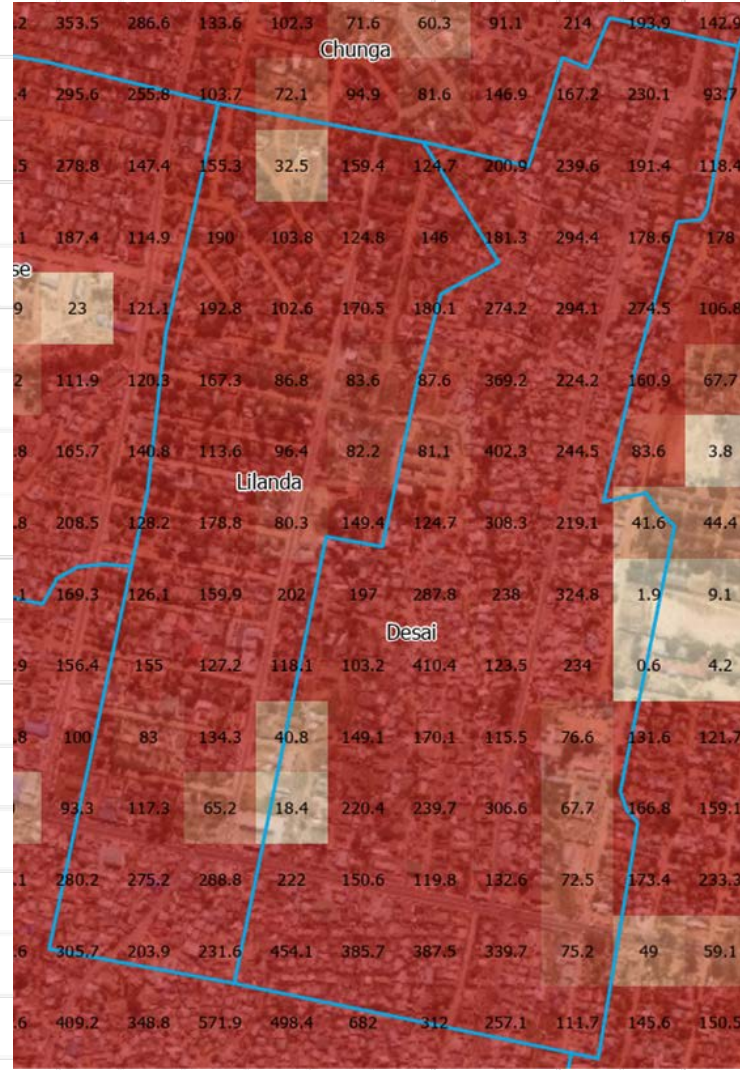 .2 353.5 286.6 133.6 102.3 71.6 60.3 91.1 214 193.9 142.9
Chunga
.4 295.6 255.8 103.7 72.1 94.9 81.6 146.9 167.2 230.1 93.7
.5 278.8 147.4 155.3 32.5 159.4 124.7 200.9 239.6 191.4 118.4
.1 187.4 114.9 190 103.8 124.8 146 181.3 294.4 178.6 178
se
9 23 121.1 192.8 102.6 170.5 180.1 274.2 294.1 274.5 106.8
2 111.9 120.3 167.3 86.8 83.6 87.6 369.2 224.2 160.9 67.7
.8 165.7 140.8 113.6 96.4 82.2 81.1 402.3 244.5 83.6 3.8
Lilanda
.8 208.5 128.2 178.8 80.3 149.4 124.7 308.3 219.1 41.6 44.4
.1 169.3 126.1 159.9 202 197 287.8 238 324.8 1.9 9.1
Desai
.9 156.4 155 127.2 118.1 103.2 410.4 123.5 234 0.6 4.2
.8 100 83 134.3 40.8 149.1 170.1 115.5 76.6 131.6 121.7
93.3 117.3 65.2 18.4 220.4 239.7 306.6 67.7 166.8 159.1
.1 280.2 275.2 288.8 222 150.6 119.8 132.6 72.5 173.4 233.3
.6 305.7 203.9 231.6 454.1 385.7 387.5 339.7 75.2 49 59.1
.6 409.2 348.8 571.9 498.4 682 312 257.1 111.7 145.6 150.5